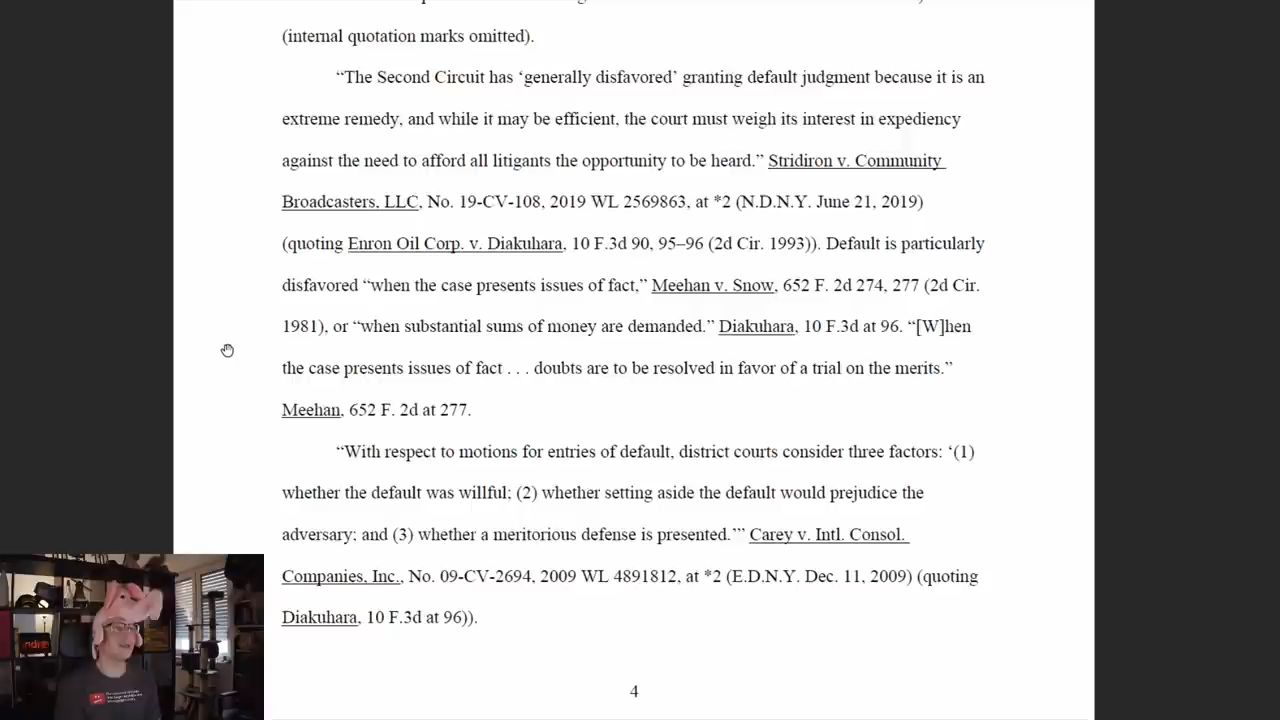 (internal quotation marks omitted).
“The Second Circuit has ‘generally disfavored’ granting default judgment because it is an
extreme remedy, and while it may be efficient, the court must weigh its interest in expediency
against the need to afford all litigants the opportunity to be heard.” Stridiron v. Community
Broadcasters, LLC, No. 19-CV-108, 2019 WL 2569863, at *2 (N.D.N.Y. June 21, 2019)
(quoting Enron Oil Corp. v. Diakuhara, 10 F.3d 90, 95–96 (2d Cir. 1993)). Default is particularly
disfavored “when the case presents issues of fact,” Meehan v. Snow, 652 F. 2d 274, 277 (2d Cir.
1981), or “when substantial sums of money are demanded.” Diakuhara, 10 F.3d at 96. “[W]hen
the case presents issues of fact . . . doubts are to be resolved in favor of a trial on the merits.”
Meehan, 652 F. 2d at 277.
“With respect to motions for entries of default, district courts consider three factors: ‘(1)
whether the default was willful; (2) whether setting aside the default would prejudice the
adversary; and (3) whether a meritorious defense is presented.’” Carey v. Intl. Consol.
Companies, Inc., No. 09-CV-2694, 2009 WL 4891812, at *2 (E.D.N.Y. Dec. 11, 2009) (quoting
Diakuhara, 10 F.3d at 96)).
4